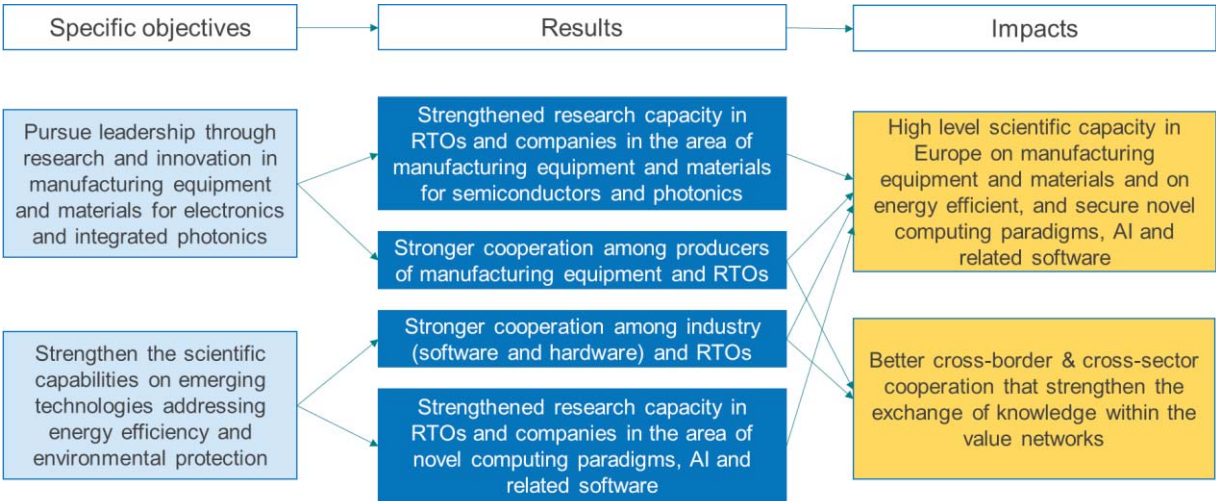 Specific objectives
Results
Impacts
Pursue leadership through
research and innovation in
manufacturing equipment
and materials for electronics
and integrated photonics
Strengthened research capacity in
RTOs and companies in the area of
manufacturing equipment and materials
for semiconductors and photonics
High level scientific capacity in
Europe on manufacturing
equipment and materials and on
energy efficient, and secure novel
computing paradigms, AI and
related software
Stronger cooperation among producers
of manufacturing equipment and RTOs
Strengthen the scientific
capabilities on emerging
technologies addressing
energy efficiency and
environmental protection
Stronger cooperation among industry
(software and hardware) and RTOs
Better cross-border & cross-sector
cooperation that strengthen the
exchange of knowledge within the
value networks
Strengthened research capacity in
RTOs and companies in the area of
novel computing paradigms, AI and
related software